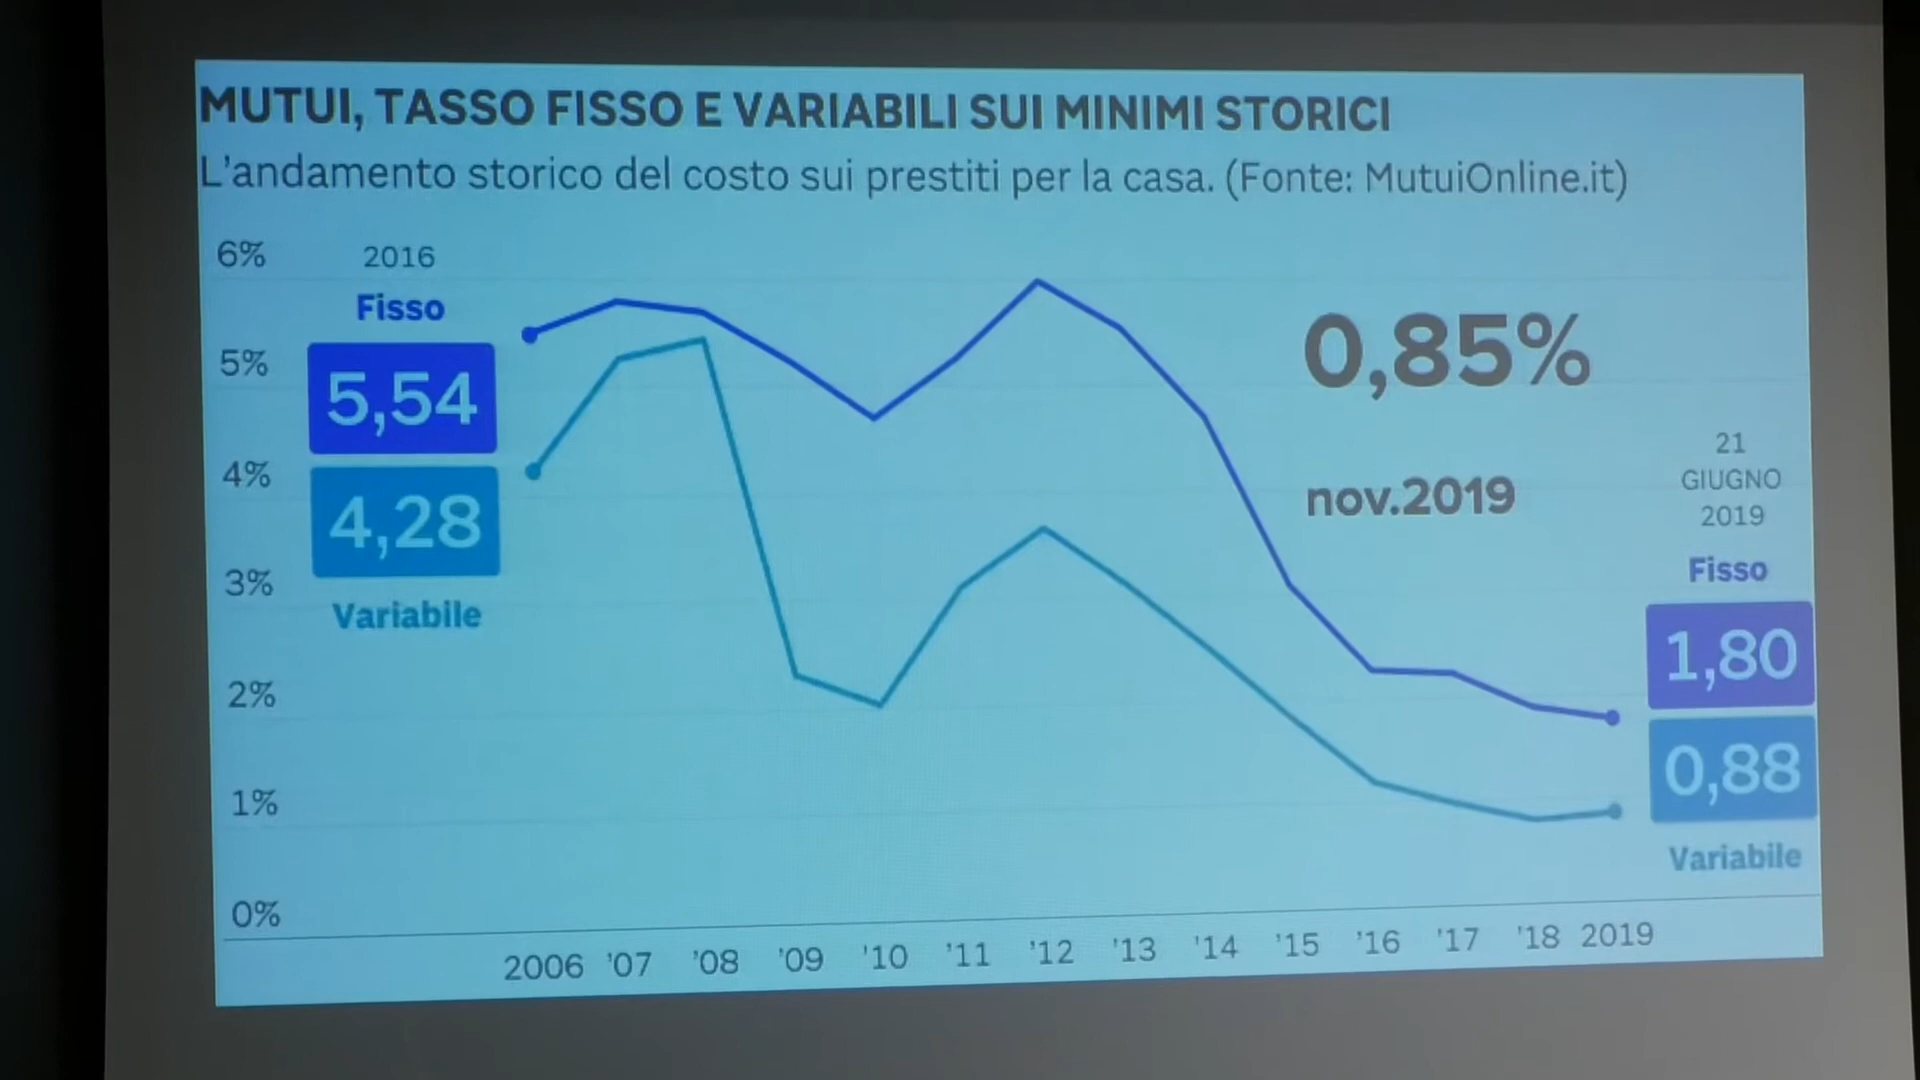 MUTUI, TASSO FISSO E VARIABILI SUI MINIMI STORICI
L'andamento storico del costo sui prestiti per la casa. (Fonte: MutuiOnline.it)
6%
5%
4%
3%
2%
1%
0%
2016
Fisso
5,54
4,28
Variabile
0,85%
nov.2019
21
GIUGNO
2019
Fisso
1,80
0,88
Variabile
2006 '07 '08 '09 '10 '11 '12 '13 '14 '15 '16 '17 '18 2019